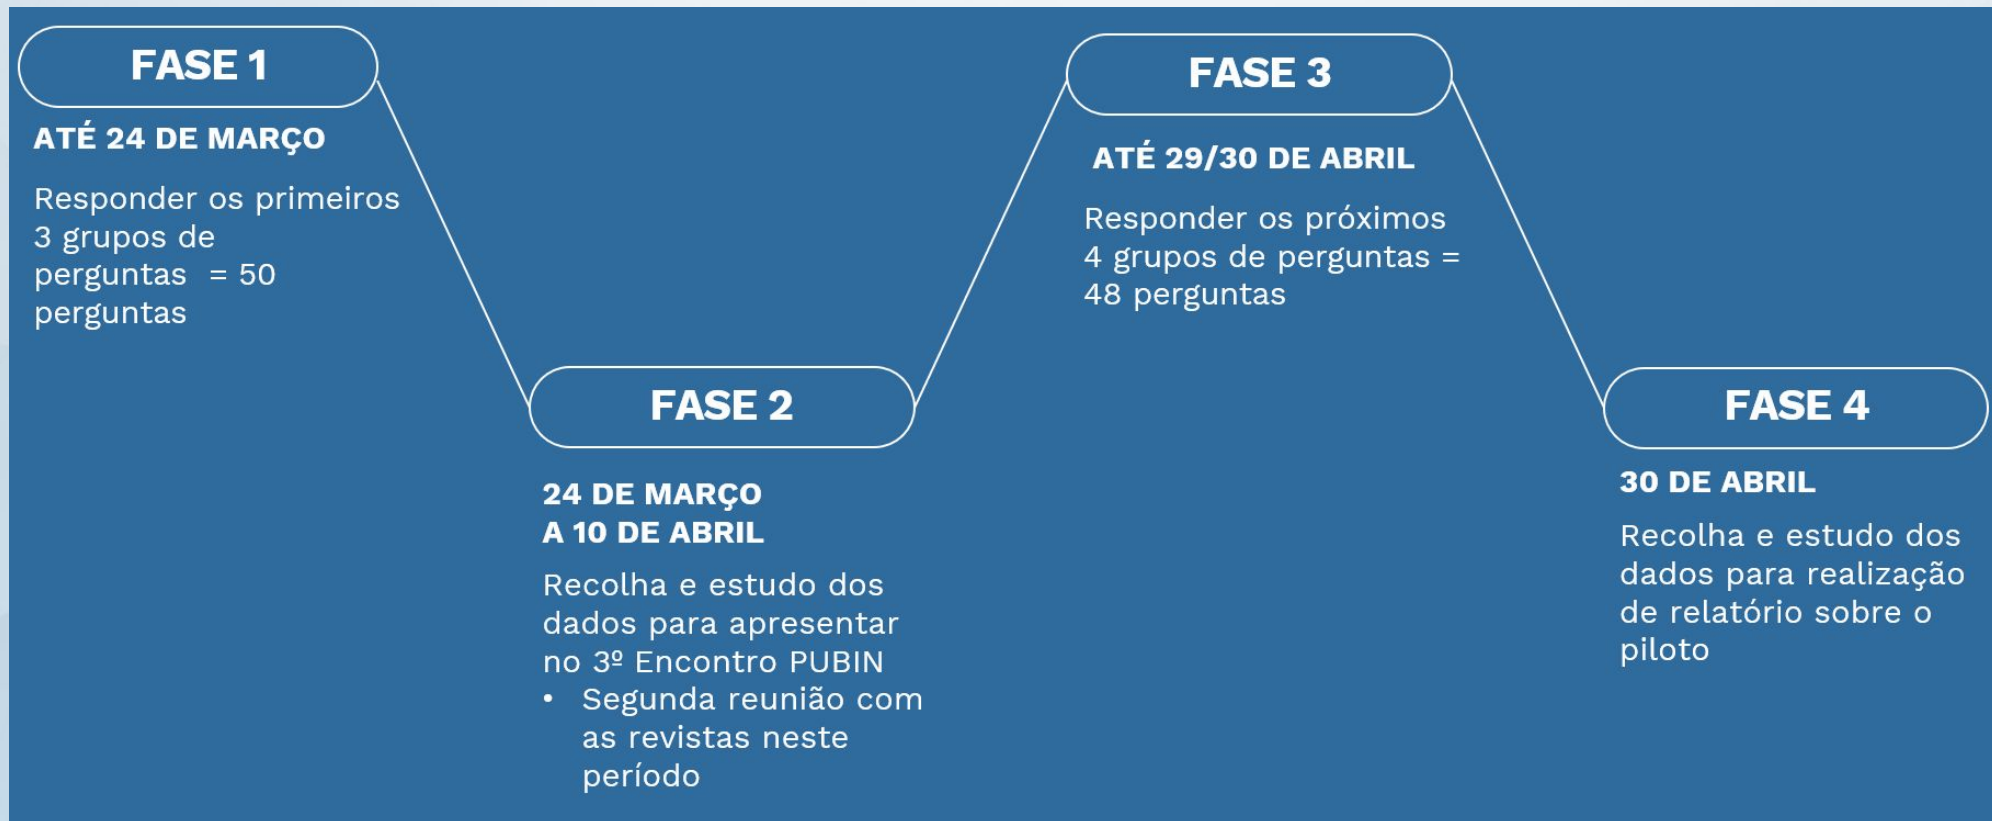 FASE 1
ATÉ 24 DE MARÇO
Responder os primeiros
3 grupos de
perguntas = 50
perguntas
FASE 2
24 DE MARÇO
A 10 DE ABRIL
Recolha e estudo dos
dados para apresentar
no 3º Encontro PUBIN
• Segunda reunião com
as revistas neste
período
FASE 3
ATÉ 29/30 DE ABRIL
Responder os próximos
4 grupos de perguntas =
48 perguntas
FASE 4
30 DE ABRIL
Recolha e estudo dos
dados para realização
de relatório sobre o
piloto